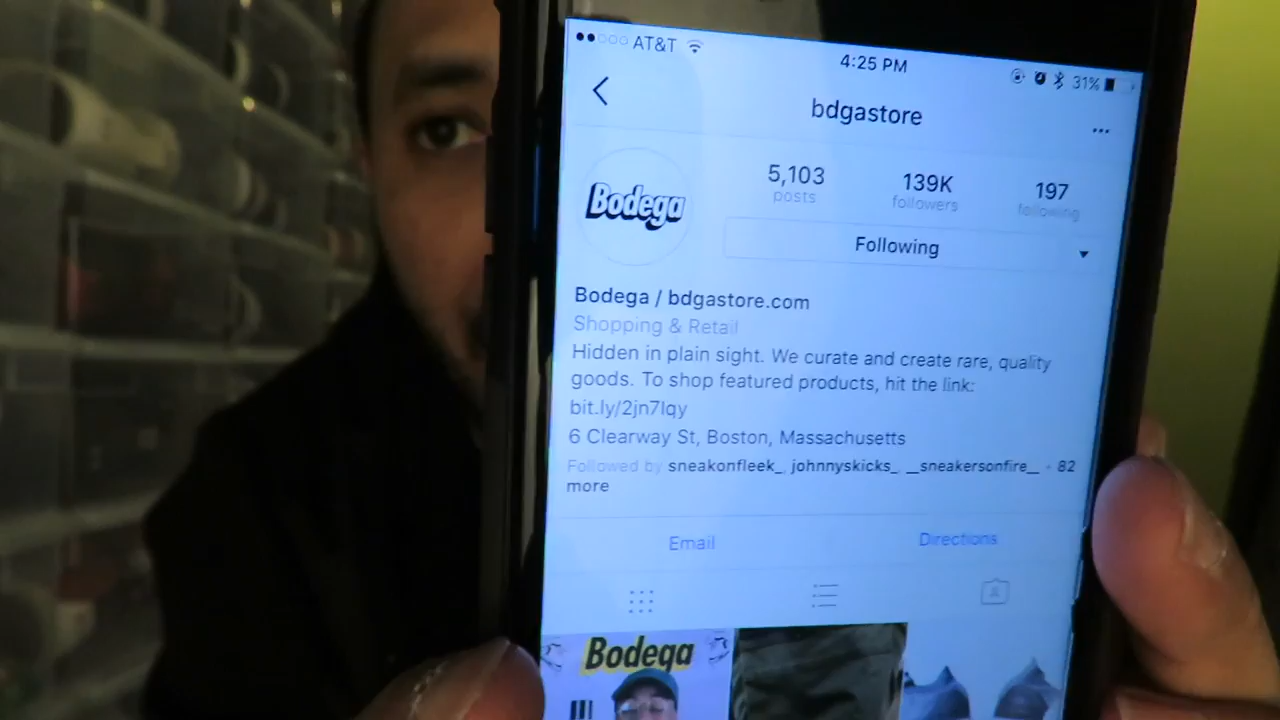 AT&T
4:25 PM
31%
bdgastore
Bodega
5,103
posts
139K
followers
197
following
Following
Bodega / bdgastore.com
Shopping & Retail
Hidden in plain sight. We curate and create rare, quality
goods. To shop featured products, hit the link:
bit.ly/2jn7lqy
6 Clearway St, Boston, Massachusetts
Followed by sneakonfleek_, johnnyskicks_, __sneakersonfire__ · 82
more
Email
Directions
Bodega